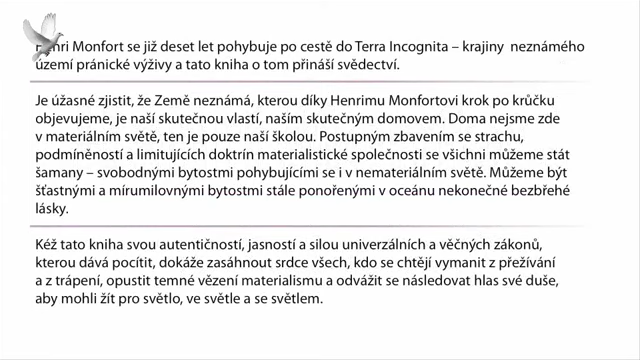 Henri Monfort se již deset let pohybuje po cestě do Terra Incognita – krajiny neznámého
území pránické výživy a tato kniha o tom přináší svědectví.
Je úžasné zjistit, že Země neznámá, kterou díky Henrimu Monfortovi krok po krůčku
objevujeme, je naší skutečnou vlastí, naším skutečným domovem. Doma nejsme zde
v materiálním světě, ten je pouze naší školou. Postupným zbavením se strachu,
podmíněností a limitujících doktrín materialistické společnosti se všichni můžeme stát
šamany – svobodnými bytostmi pohybujícími se i v nemateriálním světě. Můžeme být
šťastnými a mírumilovnými bytostmi stále ponořenými v oceánu nekonečné bezbřehé
lásky.
Kéž tato kniha svou autentičností, jasností a silou univerzálních a věčných zákonů,
kterou dává pocítit, dokáže zasáhnout srdce všech, kdo se chtějí vymanit z přežívání
a z trápení, opustit temné vězení materialismu a odvážit se následovat hlas své duše,
aby mohli žít pro světlo, ve světle a se světlem.